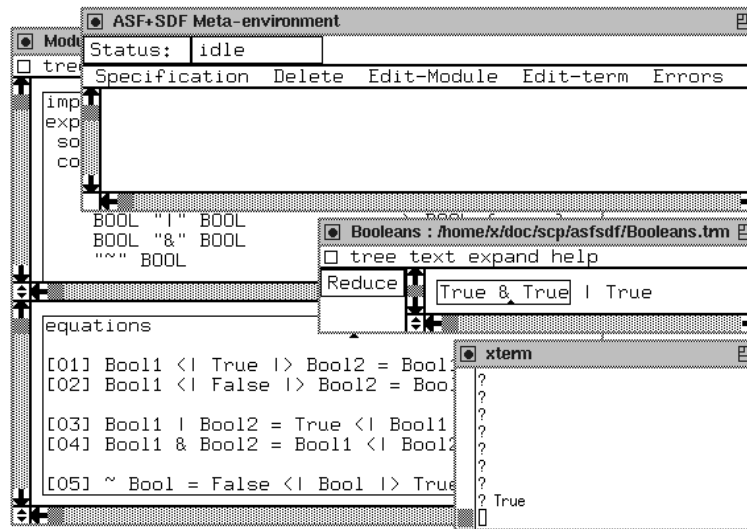 ASF+SDF Meta-environment
Status: idle
Specification Delete Edit-Module Edit-term Errors
Modu
tree
imp
exp
so
co
BOOL "|" BOOL
BOOL "&" BOOL
"~" BOOL
Booleans : /home/x/doc/scp/asfsdf/Booleans.trm
tree text expand help
Reduce
True & True | True
equations
[01] Bool1 <| True |> Bool2 = Bool1
[02] Bool1 <| False |> Bool2 = Bool
[03] Bool1 | Bool2 = True <| Bool1
[04] Bool1 & Bool2 = Bool1 <| Bool2
[05] ~ Bool = False <| Bool |> True
xterm
?
?
?
?
?
?
?
? True